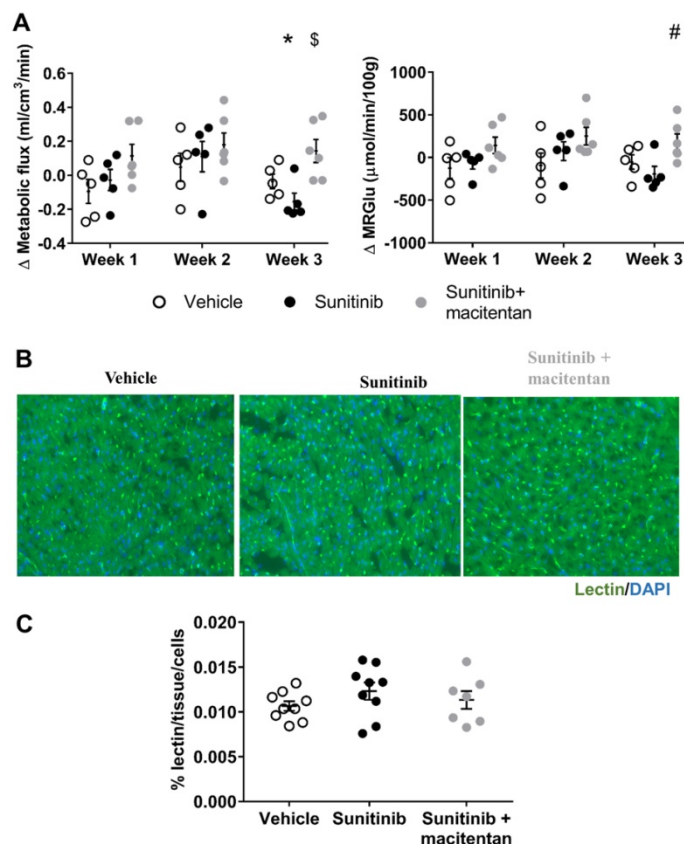 A
* $
#
Δ Metabolic flux (ml/cm³/min)
0.6
0.4
0.2
0.0
-0.2
-0.4
Week 1 Week 2 Week 3
Δ MRGlu (μmol/min/100g)
1000
500
0
-500
-1000
Week 1 Week 2 Week 3
Vehicle
Sunitinib
Sunitinib+
macitentan
B
Vehicle
Sunitinib
Sunitinib +
macitentan
Lectin/DAPI
C
% lectin/tissue/cells
0.020
0.015
0.010
0.005
0.000
Vehicle Sunitinib Sunitinib +
macitentan